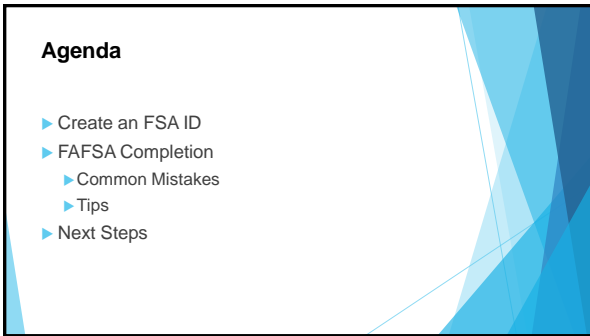 Agenda
Create an FSA ID
FAFSA Completion
Common Mistakes
Tips
Next Steps